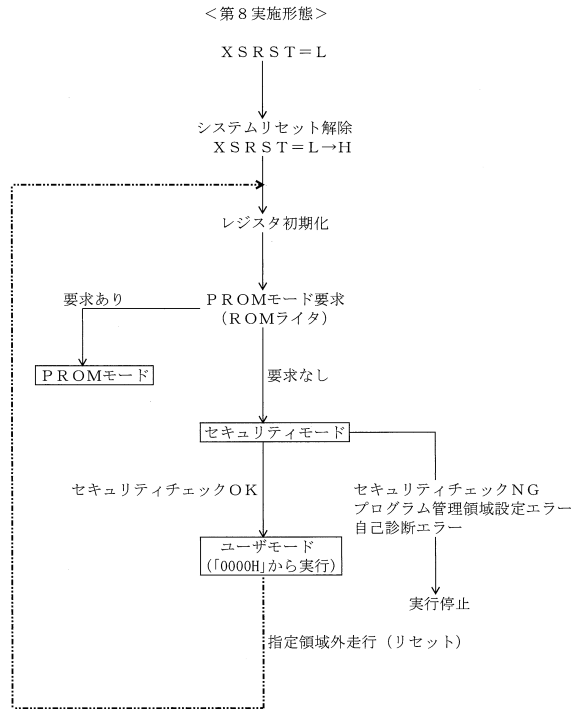 ＜第８実施形態＞
ＸＳＲＳＴ＝Ｌ
システムリセット解除
ＸＳＲＳＴ＝Ｌ→Ｈ
レジスタ初期化
要求あり
ＰＲＯＭモード要求
（ＲＯＭライタ）
ＰＲＯＭモード
要求なし
セキュリティモード
セキュリティチェックＯＫ
セキュリティチェックＮＧ
プログラム管理領域設定エラー
自己診断エラー
ユーザモード
（「0000H」から実行）
実行停止
指定領域外走行（リセット）